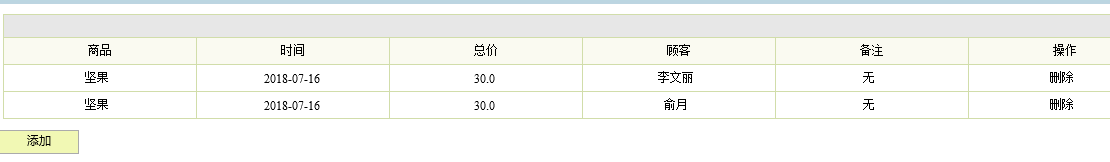 商品 时间 总价 顾客 备注 操作
坚果 2018-07-16 30.0 李文丽 无 删除
坚果 2018-07-16 30.0 俞月 无 删除
添加